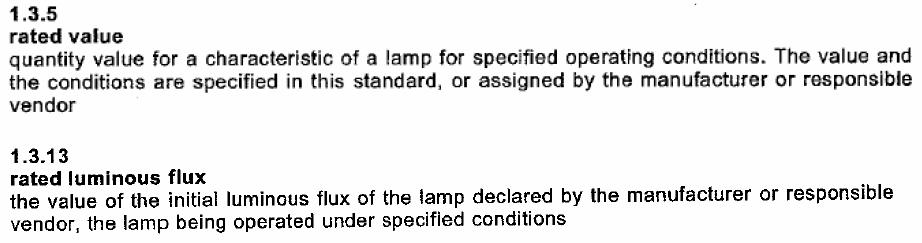 1.3.5
rated value
quantity value for a characteristic of a lamp for specified operating conditions. The value and
the conditions are specified in this standard, or assigned by the manufacturer or responsible
vendor
1.3.13
rated luminous flux
the value of the initial luminous flux of the lamp declared by the manufacturer or responsible
vendor, the lamp being operated under specified conditions